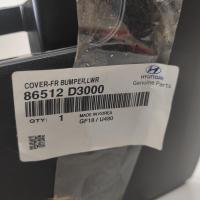 COVER-FR BUMPER,LWR
86512 D3000
HYUNDAI
Genuine Parts
QTY: 1
MADE IN KOREA
GF18 / U480